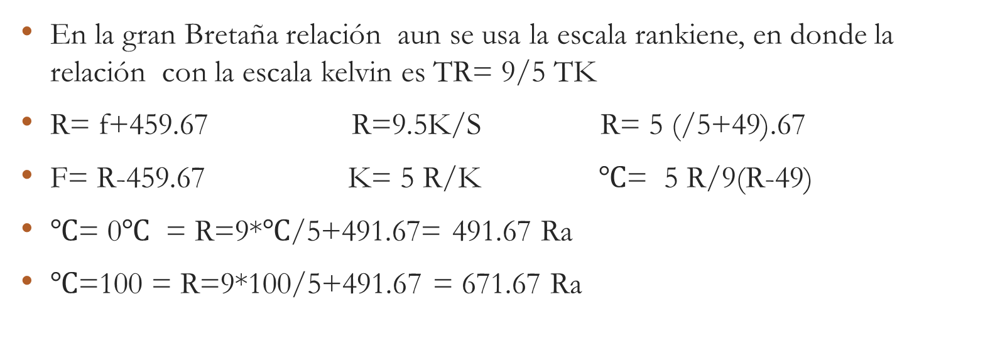 • En la gran Bretaña relación aun se usa la escala rankiene, en donde la
relación con la escala kelvin es TR= 9/5 TK
• R= f+459.67 R=9.5K/S R= 5 (/5+49).67
• F= R-459.67 K= 5 R/K °C= 5 R/9(R-49)
• °C= 0°C = R=9*°C/5+491.67= 491.67 Ra
• °C=100 = R=9*100/5+491.67 = 671.67 Ra